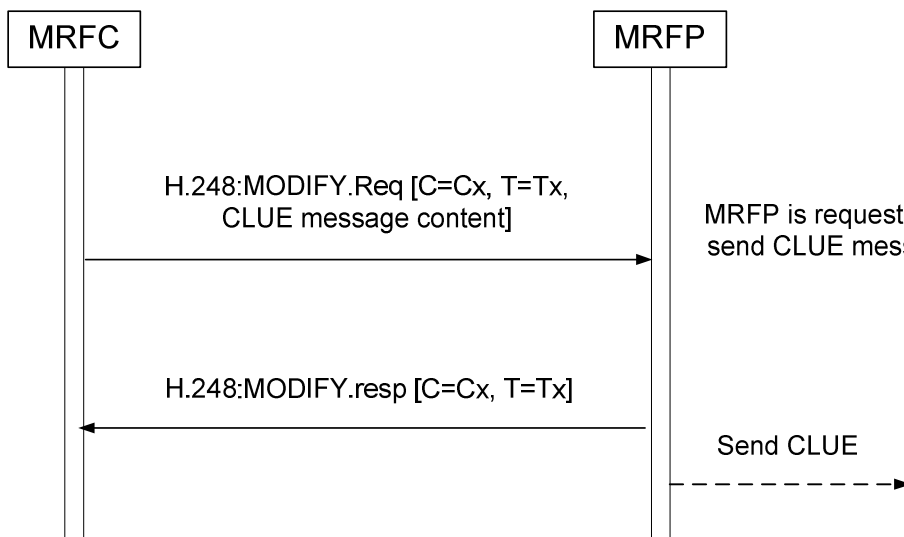 MRFC
MRFP
H.248:MODIFY.Req [C=Cx, T=Tx,
CLUE message content]
MRFP is request
send CLUE mess
H.248:MODIFY.resp [C=Cx, T=Tx]
Send CLUE